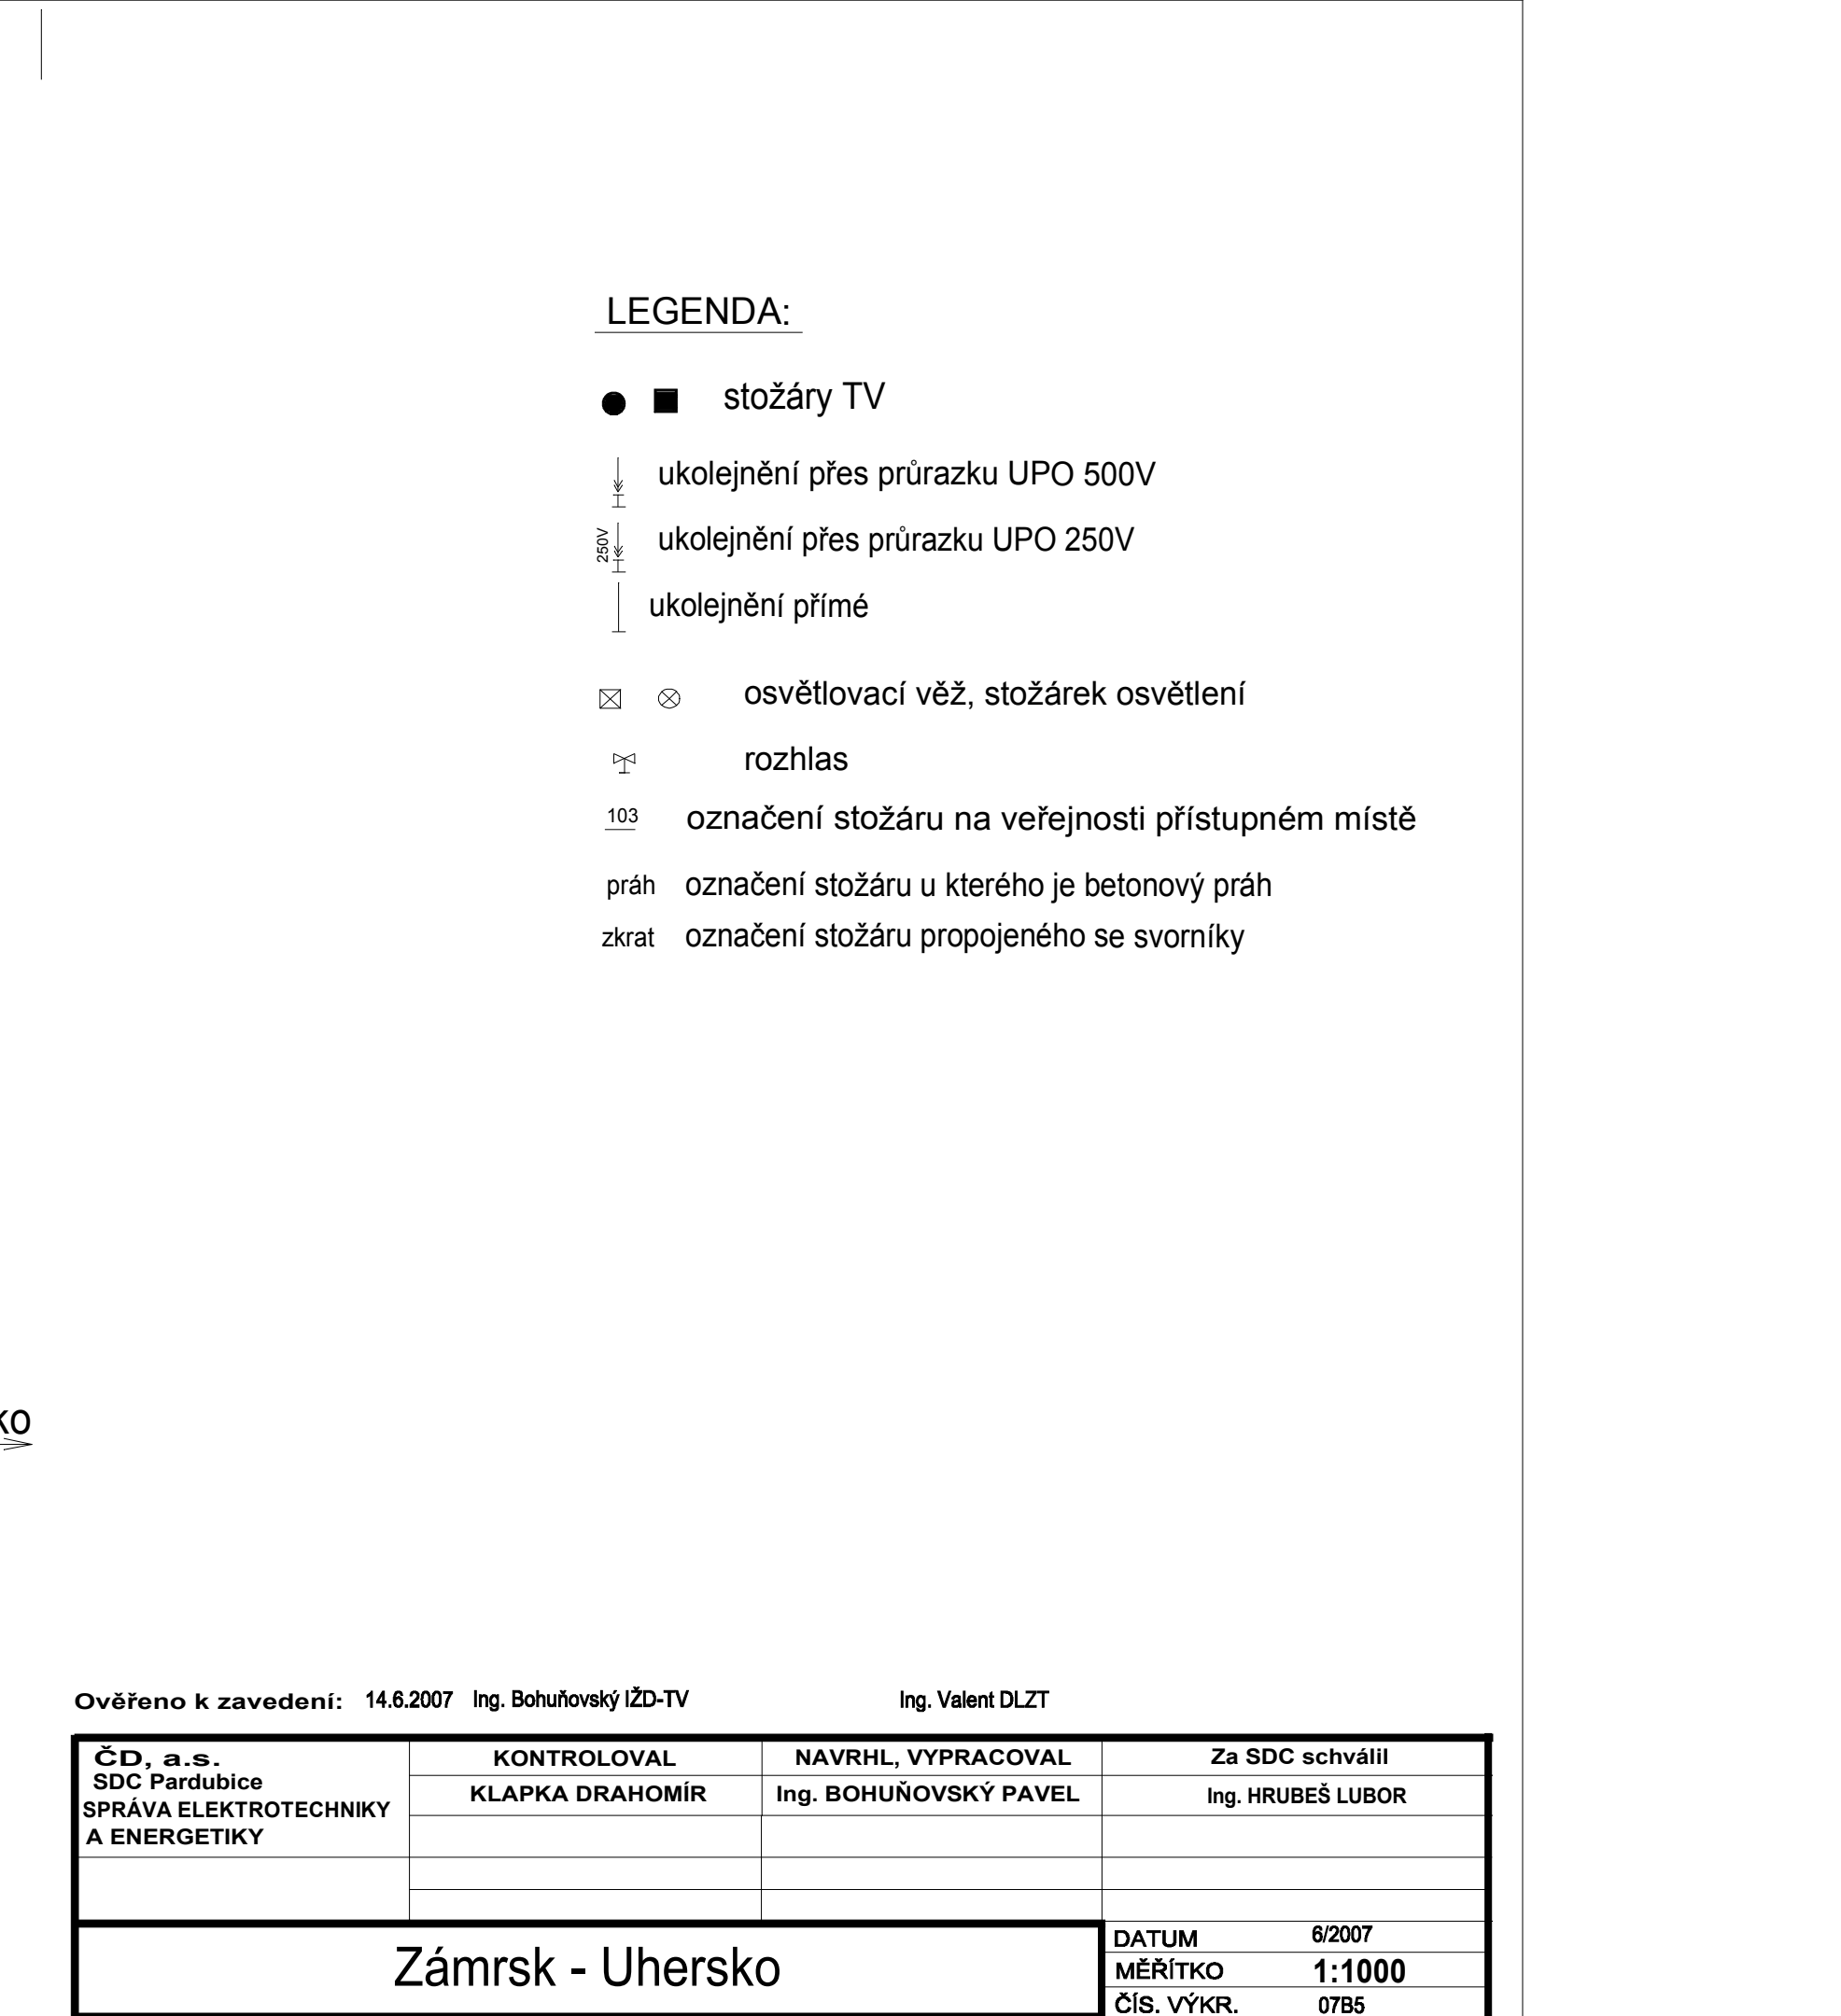 LEGENDA:
stožáry TV
ukolejnění přes průrazku UPO 500V
250V ukolejnění přes průrazku UPO 250V
ukolejnění přímé
osvětlovací věž, stožárek osvětlení
rozhlas
103 označení stožáru na veřejnosti přístupném místě
práh označení stožáru u kterého je betonový práh
zkrat označení stožáru propojeného se svorníky
ko
Ověřeno k zavedení: 14.6.2007 Ing. Bohuňovský IŽD-TV Ing. Valent DLZT
ČD, a.s.
SDC Pardubice
SPRÁVA ELEKTROTECHNIKY
A ENERGETIKY
KONTROLOVAL NAVRHL, VYPRACOVAL Za SDC schválil
KLAPKA DRAHOMÍR Ing. BOHUŇOVSKÝ PAVEL Ing. HRUBEŠ LUBOR
Zámrsk - Uhersko
DATUM 6/2007
MĚŘÍTKO 1:1000
ČÍS. VÝKR. 07B5